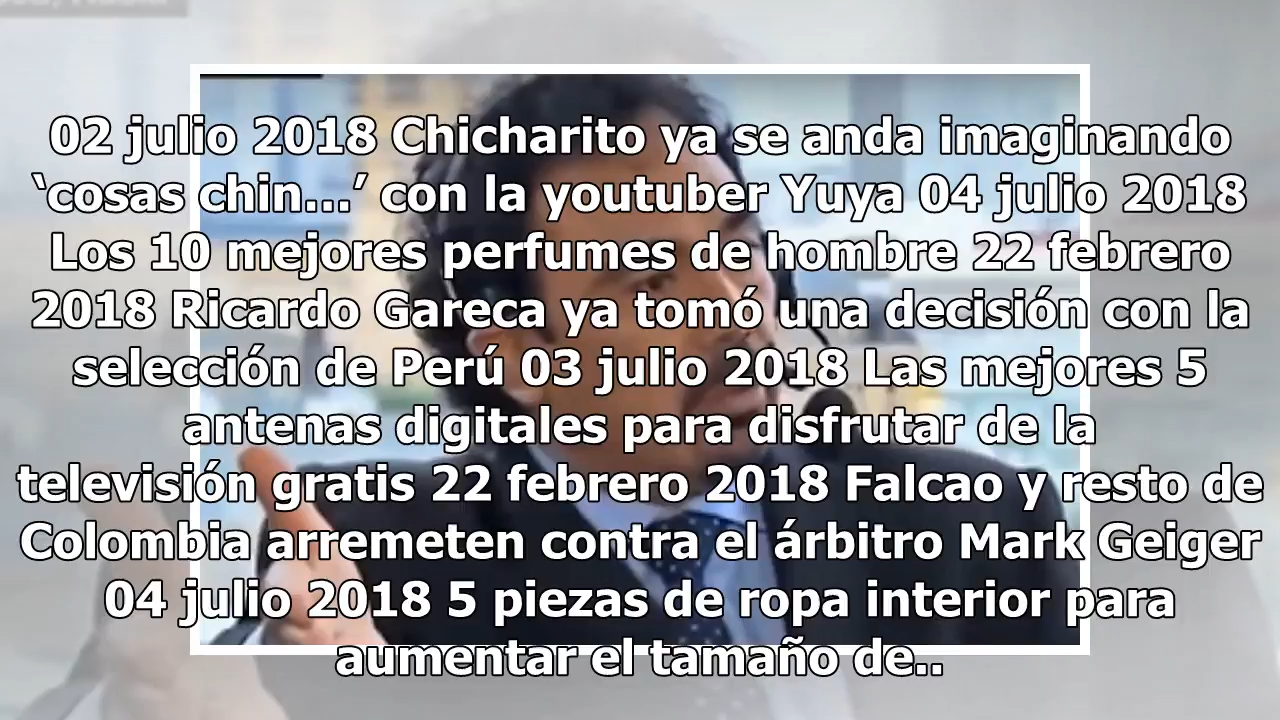 02 julio 2018 Chicharito ya se anda imaginando
‘cosas chin...’ con la youtuber Yuya 04 julio 2018
Los 10 mejores perfumes de hombre 22 febrero
2018 Ricardo Gareca ya tomó una decisión con la
selección de Perú 03 julio 2018 Las mejores 5
antenas digitales para disfrutar de la
televisión gratis 22 febrero 2018 Falcao y resto de
Colombia arremeten contra el árbitro Mark Geiger
04 julio 2018 5 piezas de ropa interior para
aumentar el tamaño de..